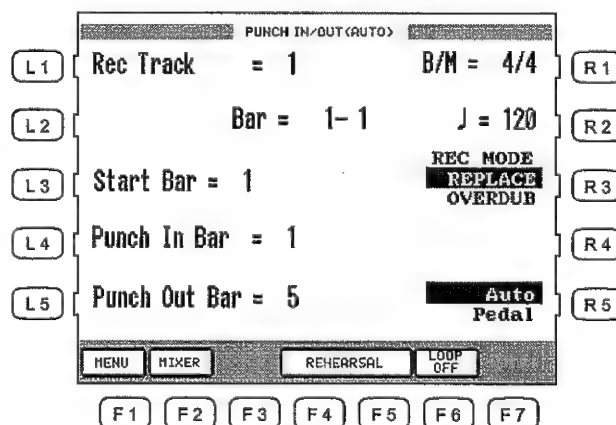 PUNCH IN/OUT(AUTO)
L1 Rec Track = 1 B/M = 4/4 R1
L2 Bar = 1- 1 ♩ = 120 R2
REC MODE
L3 Start Bar = 1 REPLACE R3
OVERDUB
L4 Punch In Bar = 1 R4
L5 Punch Out Bar = 5 Auto R5
Pedal
MENU MIXER REHEARSAL LOOP OFF
F1 F2 F3 F4 F5 F6 F7